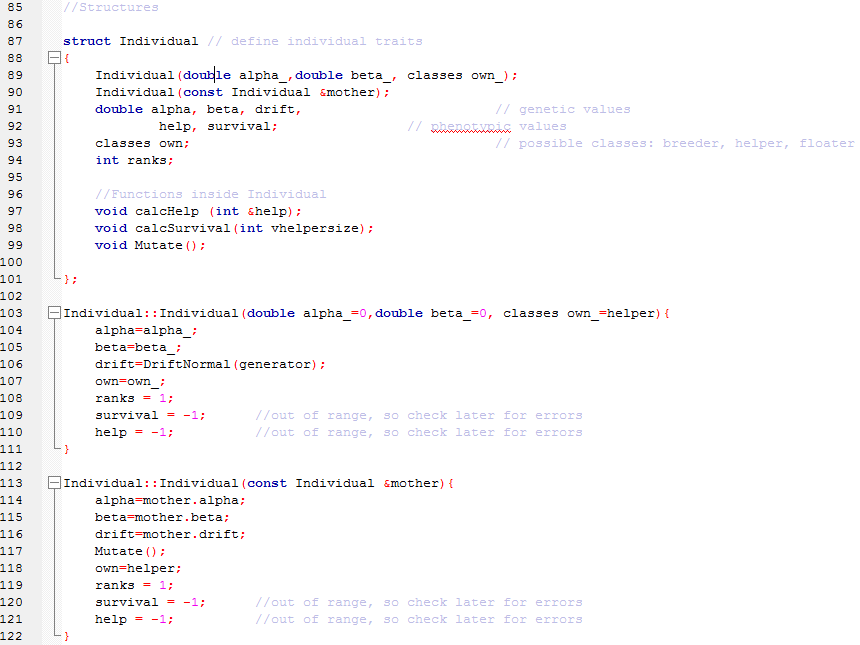 85 //Structures
86
87 struct Individual // define individual traits
88 {
89 Individual(double alpha_,double beta_, classes own_);
90 Individual(const Individual &mother);
91 double alpha, beta, drift, // genetic values
92 help, survival; // phenotypic values
93 classes own; // possible classes: breeder, helper, floater
94 int ranks;
95
96 //Functions inside Individual
97 void calcHelp (int &help);
98 void calcSurvival(int vhelpersize);
99 void Mutate();
100
101 };
102
103 Individual::Individual(double alpha_=0,double beta_=0, classes own_=helper){
104 alpha=alpha_;
105 beta=beta_;
106 drift=DriftNormal(generator);
107 own=own_;
108 ranks = 1;
109 survival = -1; //out of range, so check later for errors
110 help = -1; //out of range, so check later for errors
111 }
112
113 Individual::Individual(const Individual &mother){
114 alpha=mother.alpha;
115 beta=mother.beta;
116 drift=mother.drift;
117 Mutate();
118 own=helper;
119 ranks = 1;
120 survival = -1; //out of range, so check later for errors
121 help = -1; //out of range, so check later for errors
122 }